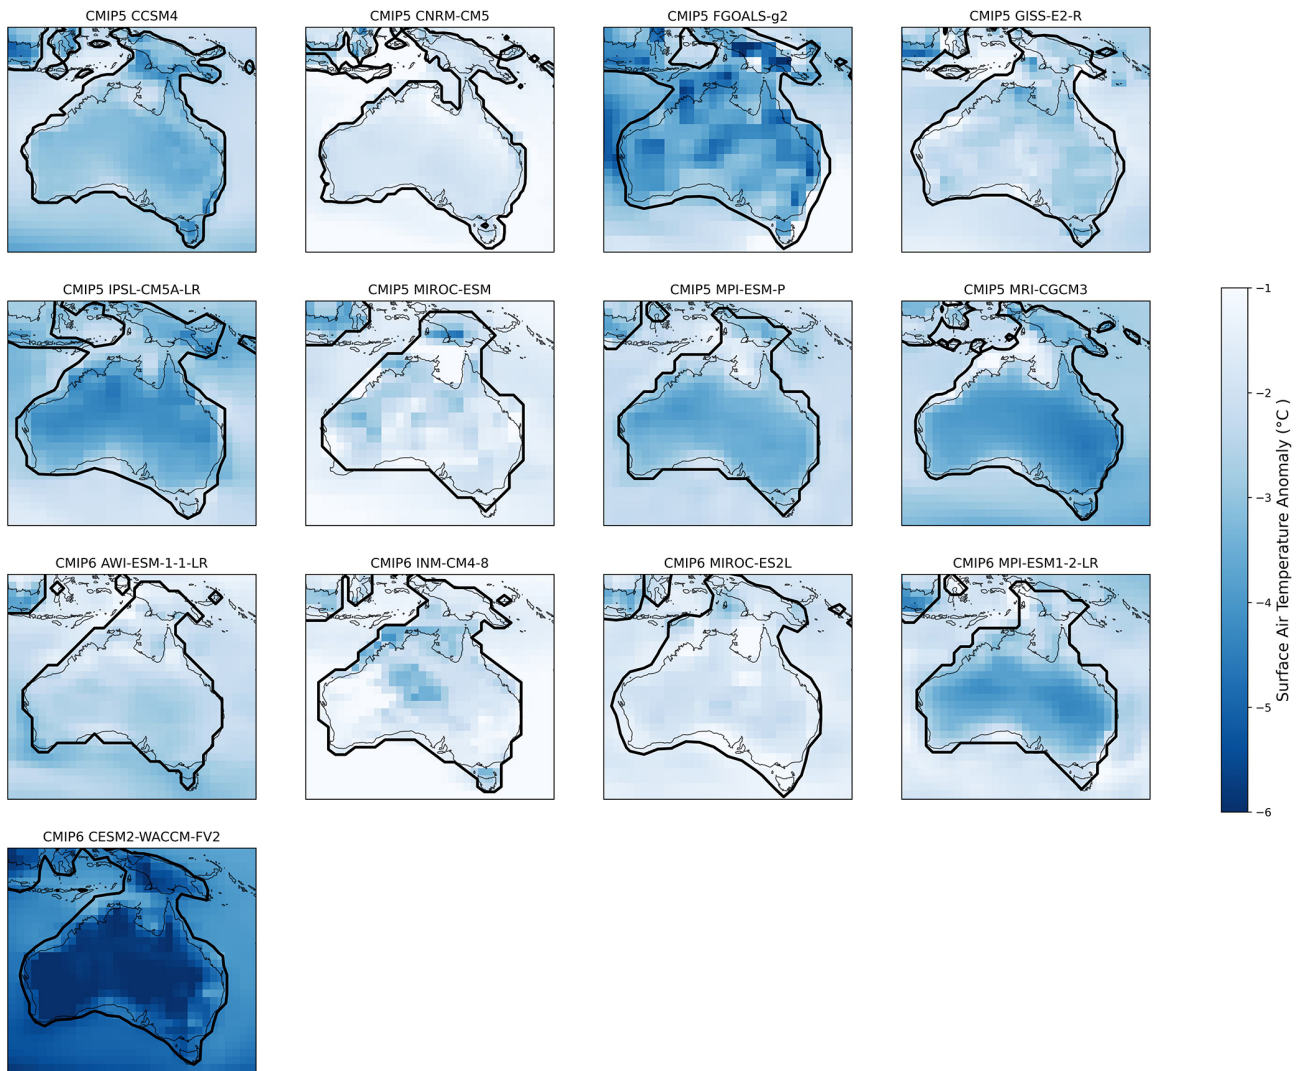 CMIP5 CCSM4
CMIP5 CNRM-CM5
CMIP5 FGOALS-g2
CMIP5 GISS-E2-R
CMIP5 IPSL-CM5A-LR
CMIP5 MIROC-ESM
CMIP5 MPI-ESM-P
CMIP5 MRI-CGCM3
CMIP6 AWI-ESM-1-1-LR
CMIP6 INM-CM4-8
CMIP6 MIROC-ES2L
CMIP6 MPI-ESM1-2-LR
CMIP6 CESM2-WACCM-FV2
−1
−2
−3
−4
−5
−6
Surface Air Temperature Anomaly (°C )